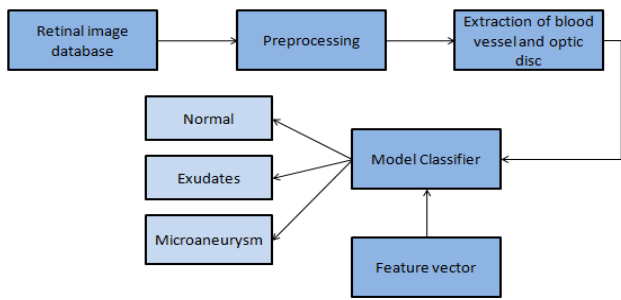 Retinal image
database
Preprocessing
Extraction of blood
vessel and optic
disc
Normal
Exudates
Microaneurysm
Model Classifier
Feature vector